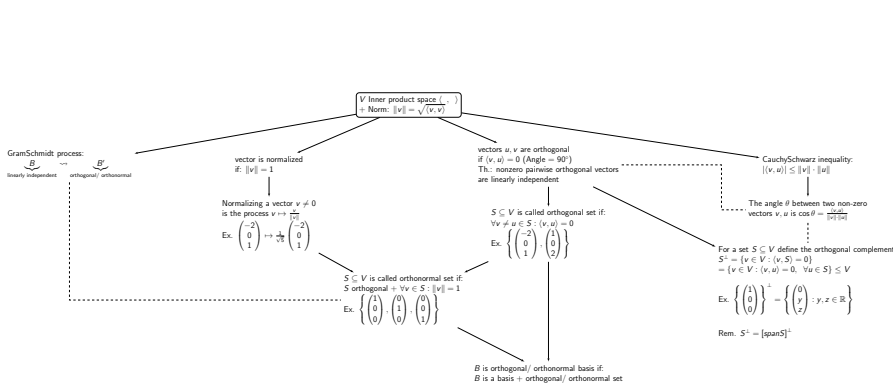 V Inner product space ⟨ , ⟩
+ Norm: ‖v‖ = √⟨v, v⟩
GramSchmidt process:
B ⇝ B′
linearly independent orthogonal/ orthonormal
vector is normalized
if: ‖v‖ = 1
Normalizing a vector v ≠ 0
is the process v ↦ v/‖v‖
Ex. (−2 0 1) ↦ 1/√5 (−2 0 1)
vectors u, v are orthogonal
if ⟨v, u⟩ = 0 (Angle = 90°)
Th.: nonzero pairwise orthogonal vectors
are linearly independent
S ⊆ V is called orthogonal set if:
∀v ≠ u ∈ S : ⟨v, u⟩ = 0
Ex. {(−2 0 1), (1 0 2)}
CauchySchwarz inequality:
|⟨v, u⟩| ≤ ‖v‖ · ‖u‖
The angle θ between two non-zero
vectors v, u is cos θ = ⟨v,u⟩/‖v‖·‖u‖
For a set S ⊆ V define the orthogonal complement
S⊥ = {v ∈ V : ⟨v, S⟩ = 0}
= {v ∈ V : ⟨v, u⟩ = 0, ∀u ∈ S} ≤ V
Ex. {(1 0 0)}⊥ = {(0 y z) : y, z ∈ ℝ}
Rem. S⊥ = [spanS]⊥
S ⊆ V is called orthonormal set if:
S orthogonal + ∀v ∈ S : ‖v‖ = 1
Ex. {(1 0 0), (0 1 0), (0 0 1)}
B is orthogonal/ orthonormal basis if:
B is a basis + orthogonal/ orthonormal set